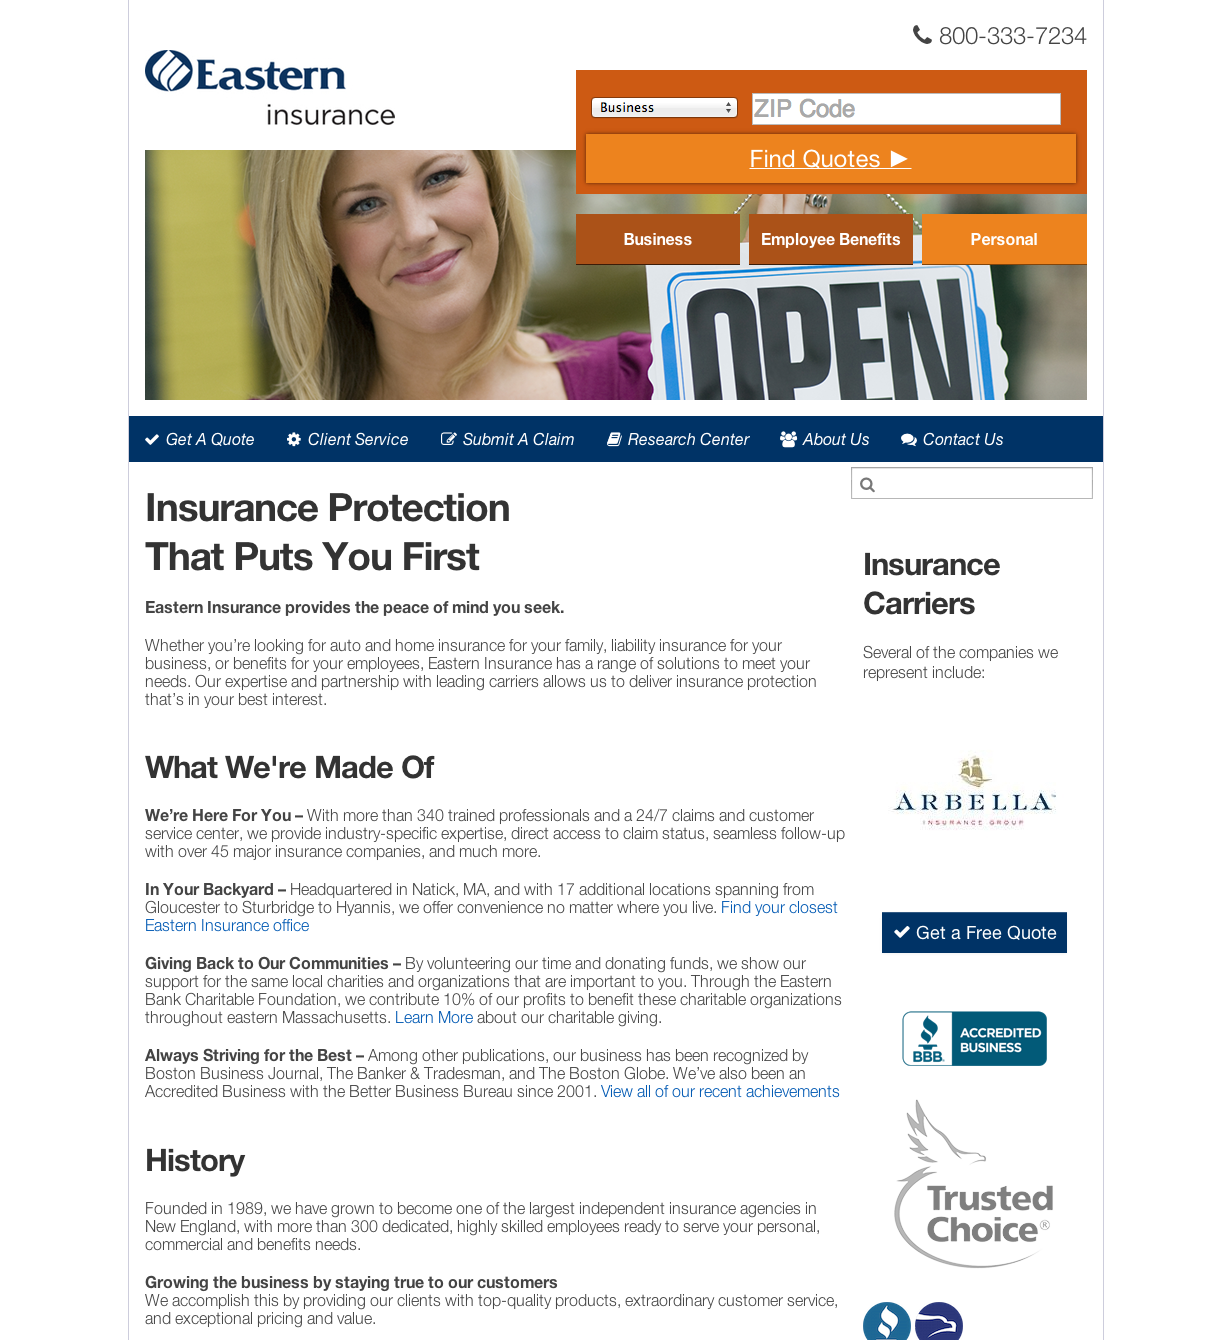 800-333-7234
Eastern
insurance
Business
ZIP Code
Find Quotes ►
Business
Employee Benefits
Personal
OPEN
Get A Quote
Client Service
Submit A Claim
Research Center
About Us
Contact Us
Insurance Protection
That Puts You First
Eastern Insurance provides the peace of mind you seek.
Whether you’re looking for auto and home insurance for your family, liability insurance for your
business, or benefits for your employees, Eastern Insurance has a range of solutions to meet your
needs. Our expertise and partnership with leading carriers allows us to deliver insurance protection
that’s in your best interest.
What We're Made Of
We’re Here For You – With more than 340 trained professionals and a 24/7 claims and customer
service center, we provide industry-specific expertise, direct access to claim status, seamless follow-up
with over 45 major insurance companies, and much more.
In Your Backyard – Headquartered in Natick, MA, and with 17 additional locations spanning from
Gloucester to Sturbridge to Hyannis, we offer convenience no matter where you live. Find your closest
Eastern Insurance office
Giving Back to Our Communities – By volunteering our time and donating funds, we show our
support for the same local charities and organizations that are important to you. Through the Eastern
Bank Charitable Foundation, we contribute 10% of our profits to benefit these charitable organizations
throughout eastern Massachusetts. Learn More about our charitable giving.
Always Striving for the Best – Among other publications, our business has been recognized by
Boston Business Journal, The Banker & Tradesman, and The Boston Globe. We’ve also been an
Accredited Business with the Better Business Bureau since 2001. View all of our recent achievements
History
Founded in 1989, we have grown to become one of the largest independent insurance agencies in
New England, with more than 300 dedicated, highly skilled employees ready to serve your personal,
commercial and benefits needs.
Growing the business by staying true to our customers
We accomplish this by providing our clients with top-quality products, extraordinary customer service,
and exceptional pricing and value.
Insurance
Carriers
Several of the companies we
represent include:
ARBELLA™
INSURANCE GROUP
Get a Free Quote
BBB.
ACCREDITED
BUSINESS
Trusted
Choice®